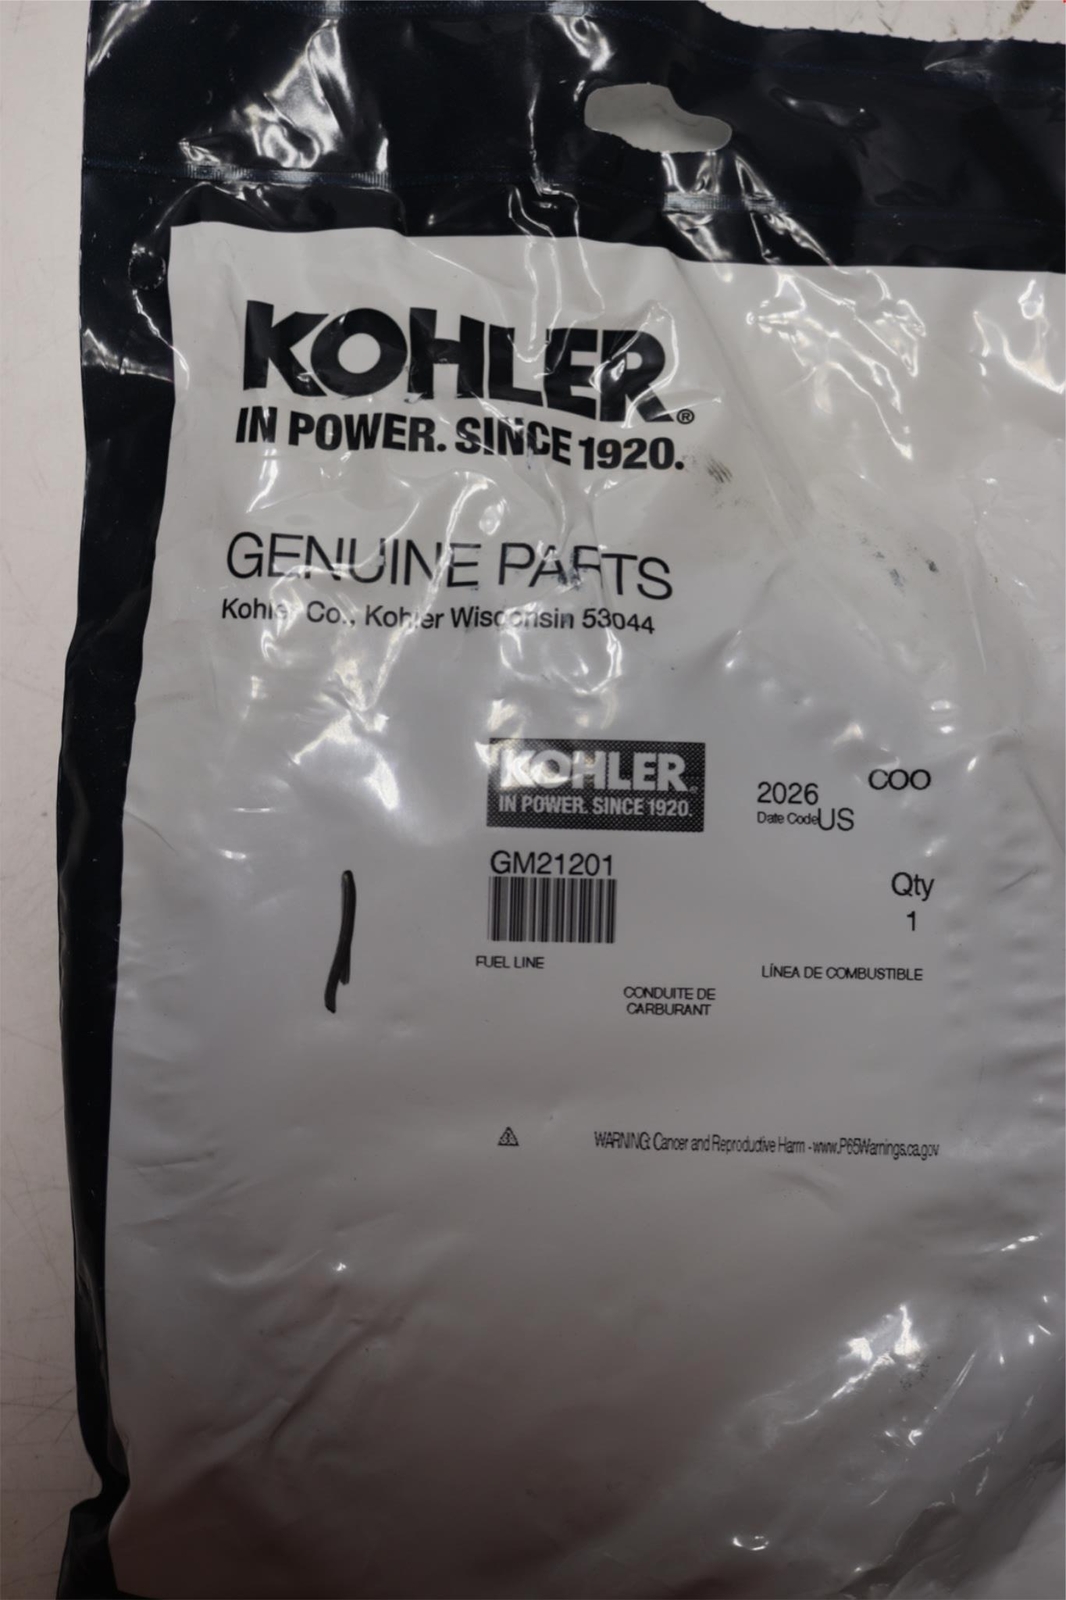 KOHLER®
IN POWER. SINCE 1920.
GENUINE PARTS
Kohler Co., Kohler Wisconsin 53044
KOHLER®
IN POWER. SINCE 1920.
2026
COO
Date Code
US
GM21201
Qty
1
FUEL LINE
LÍNEA DE COMBUSTIBLE
CONDUITE DE
CARBURANT
WARNING: Cancer and Reproductive Harm - www.P65Warnings.ca.gov